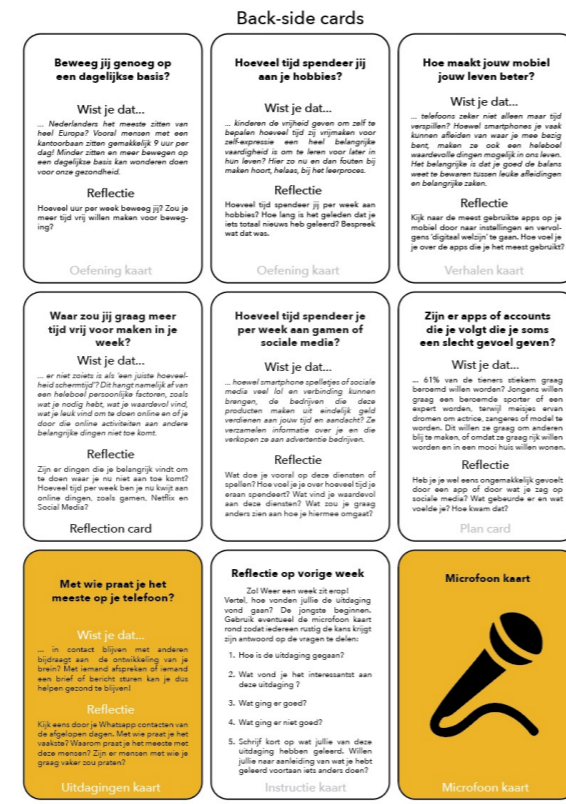 Back-side cards
Beweeg jij genoeg op
een dagelijkse basis?
Wist je dat...
... Nederlanders het meeste zitten van
heel Europa? Vooral mensen met een
kantoorbaan zitten gemakkelijk 9 uur per
dag! Minder zitten en meer bewegen op
een dagelijkse basis kan wonderen doen
voor onze gezondheid.
Reflectie
Hoeveel uur per week beweeg jij? Zou je
meer tijd vrij willen maken voor beweg-
ing?
Oefening kaart
Hoeveel tijd spendeer jij
aan je hobbies?
Wist je dat...
... kinderen de vrijheid geven om zelf te
bepalen hoeveel tijd zij vrijmaken voor
zelf-expressie een heel belangrijke
vaardigheid is om te leren voor later in
hun leven? Hier zo nu en dan fouten bij
maken hoort, helaas, bij het leerproces.
Reflectie
Hoeveel tijd spendeer jij per week aan
hobbies? Hoe lang is het geleden dat je
iets totaal nieuws heb geleerd? Bespreek
wat dat was.
Oefening kaart
Hoe maakt jouw mobiel
jouw leven beter?
Wist je dat...
... telefoons zeker niet alleen maar tijd
verspillen? Hoewel smartphones je vaak
kunnen afleiden van waar je mee bezig
bent, maken ze ook een heleboel
waardevolle dingen mogelijk in ons leven.
Het belangrijke is dat je goed de balans
weet te bewaren tussen leuke afleidingen
en belangrijke zaken.
Reflectie
Kijk naar de meest gebruikte apps op je
mobiel door naar instellingen en vervol-
gens 'digitaal welzijn' te gaan. Hoe voel je
je over de apps die je het meest gebruikt?
Verhalen kaart
Waar zou jij graag meer
tijd vrij voor maken in je
week?
Wist je dat...
... er niet zoiets is als 'een juiste hoeveel-
heid schermtijd'? Dit hangt namelijk af van
een heleboel persoonlijke factoren, zoals
wat je nodig hebt, wat je waardevol vind,
wat je leuk vind om te doen online en of je
door die online activiteiten aan andere
belangrijke dingen niet toe komt.
Reflectie
Zijn er dingen die je belangrijk vindt om
te doen waar je nu niet aan toe komt?
Hoeveel tijd per week ben je nu kwijt aan
online dingen, zoals gamen, Netflix en
Social Media?
Reflection card
Hoeveel tijd spendeer je
per week aan gamen of
sociale media?
Wist je dat...
... hoewel smartphone spelletjes of sociale
media veel lol en verbinding kunnen
brengen, de bedrijven die deze
producten maken uit eindelijk geld
verdienen aan jouw tijd en aandacht? Ze
verzamelen informatie over je en die
verkopen ze aan advertentie bedrijven.
Reflectie
Wat doe je vooral op deze diensten of
spellen? Hoe voel je je over hoeveel tijd je
eraan spendeert? Wat vind je waardevol
aan deze diensten? Wat zou je graag
anders zien aan hoe je hiermee omgaat?
Zijn er apps of accounts
die je volgt die je soms
een slecht gevoel geven?
Wist je dat...
... 61% van de tieners stiekem graag
beroemd willen worden? Jongens willen
graag een beroemde sporter of een
expert worden, terwijl meisjes ervan
dromen om actrice, zangeres of model te
worden. Dit willen ze graag om anderen
blij te maken, of omdat ze graag rijk willen
worden en in een mooi huis willen wonen.
Reflectie
Heb je je wel eens ongemakkelijk gevoelt
door een app of door wat je zag op
sociale media? Wat gebeurde er en wat
voelde je? Hoe kwam dat?
Plan card
Met wie praat je het
meeste op je telefoon?
Wist je dat...
... in contact blijven met anderen
bijdraagt aan de ontwikkeling van je
brein? Met iemand afspreken of iemand
een brief of bericht sturen kan je dus
helpen gezond te blijven!
Reflectie
Kijk eens door je Whatsapp contacten van
de afgelopen dagen. Met wie praat je het
vaakste? Waarom praat je het meeste met
deze mensen? Zijn er mensen met wie je
graag vaker zou praten?
Uitdagingen kaart
Reflectie op vorige week
Zo! Weer een week zit erop!
Vertel, hoe vonden jullie de uitdaging
vond gaan? De jongste beginnen.
Gebruik eventueel de microfoon kaart
rond zodat iedereen rustig de kans krijgt
zijn antwoord op de vragen te delen:
1. Hoe is de uitdaging gegaan?
2. Wat vond je het interessantst aan
deze uitdaging ?
3. Wat ging er goed?
4. Wat ging er niet goed?
5. Schrijf kort op wat jullie van deze
uitdaging hebben geleerd. Willen
jullie naar aanleiding van wat je hebt
geleerd voortaan iets anders doen?
Instructie kaart
Microfoon kaart
Microfoon kaart